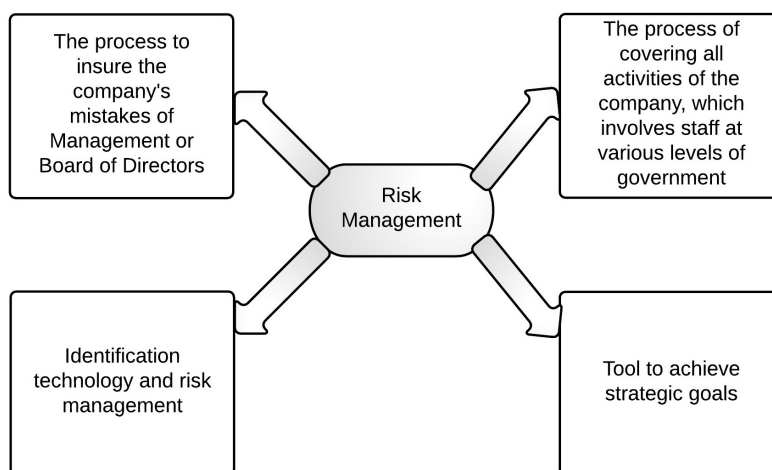 The process to
insure the
company's
mistakes of
Management or
Board of Directors
The process of
covering all
activities of the
company, which
involves staff at
various levels of
government
Risk
Management
Identification
technology and risk
management
Tool to achieve
strategic goals